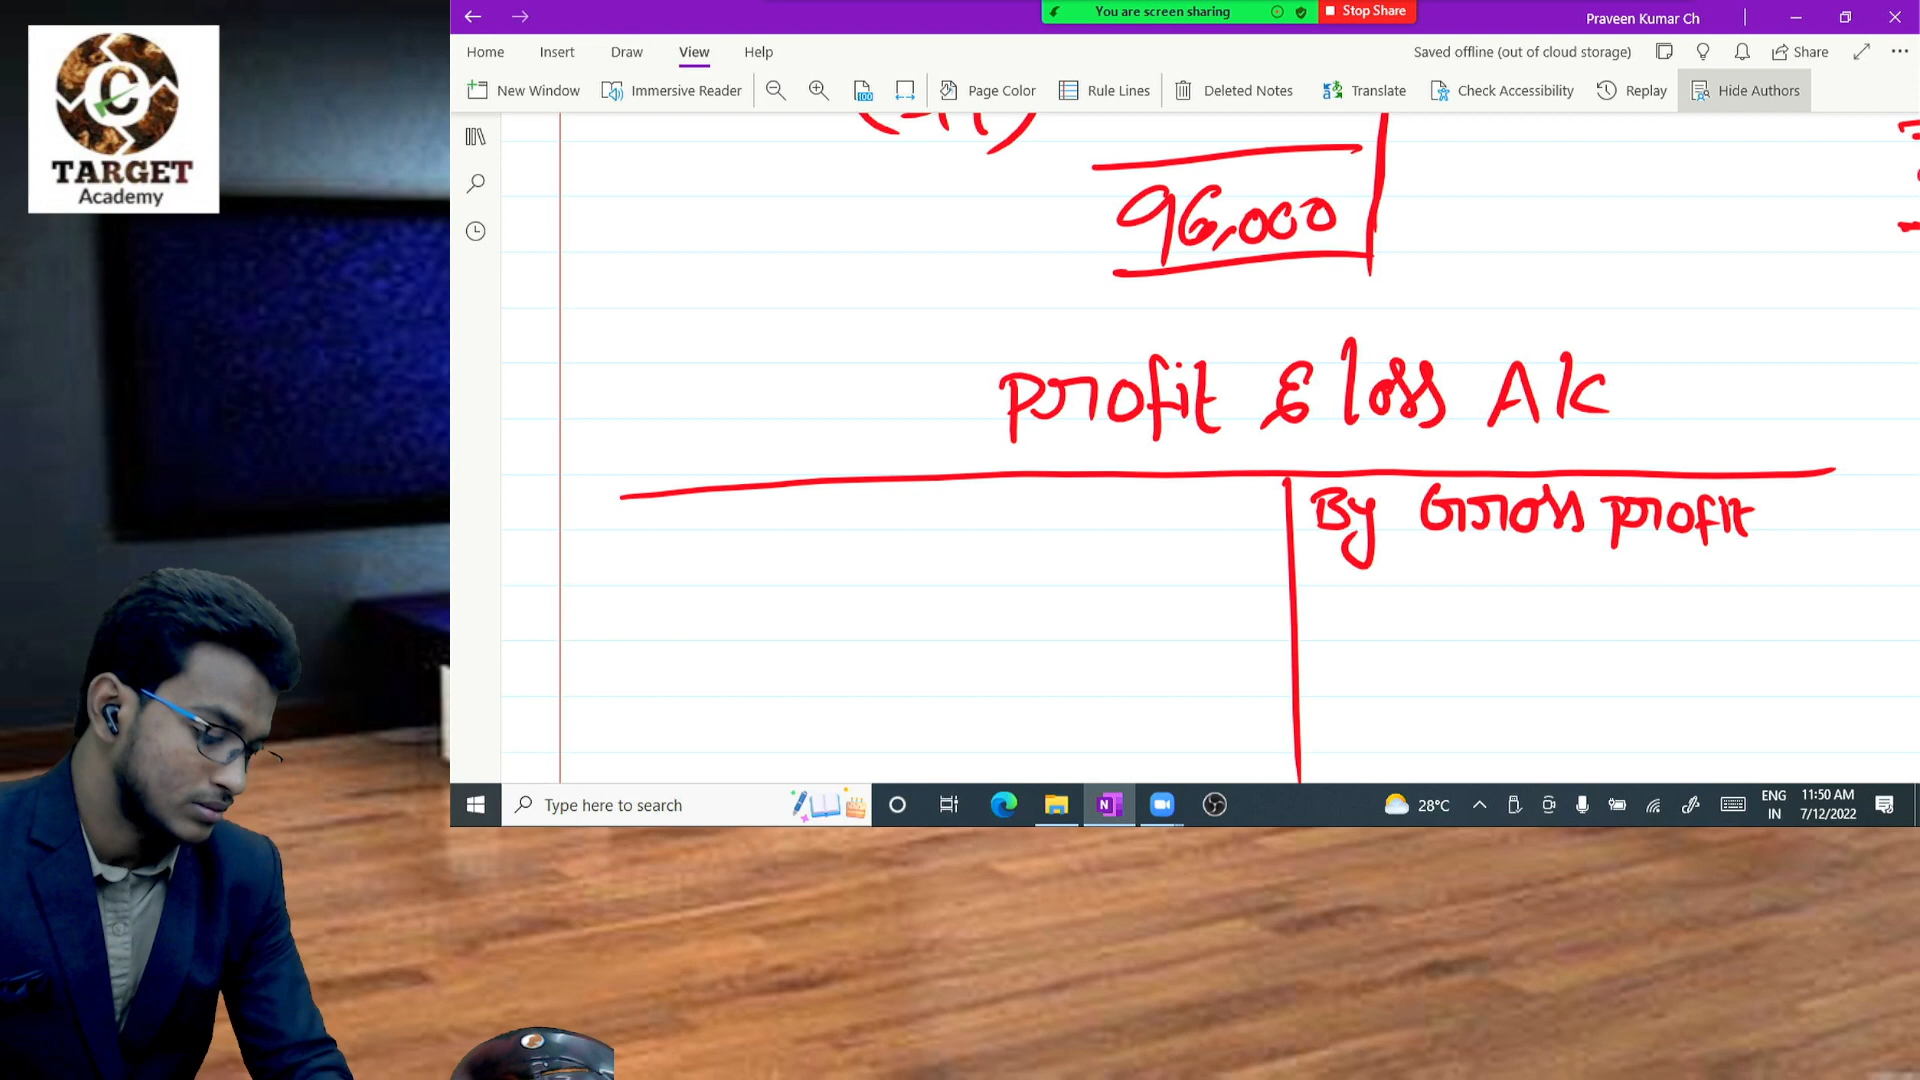 C
TARGET
Academy
You are screen sharing
Stop Share
Praveen Kumar Ch
Home Insert Draw View Help
Saved offline (out of cloud storage)
Share
New Window Immersive Reader 100 Page Color Rule Lines Deleted Notes Translate Check Accessibility Replay Hide Authors
96,000
profit & loss A/c
By Gross profit
Type here to search
28°C
ENG
IN
11:50 AM
7/12/2022